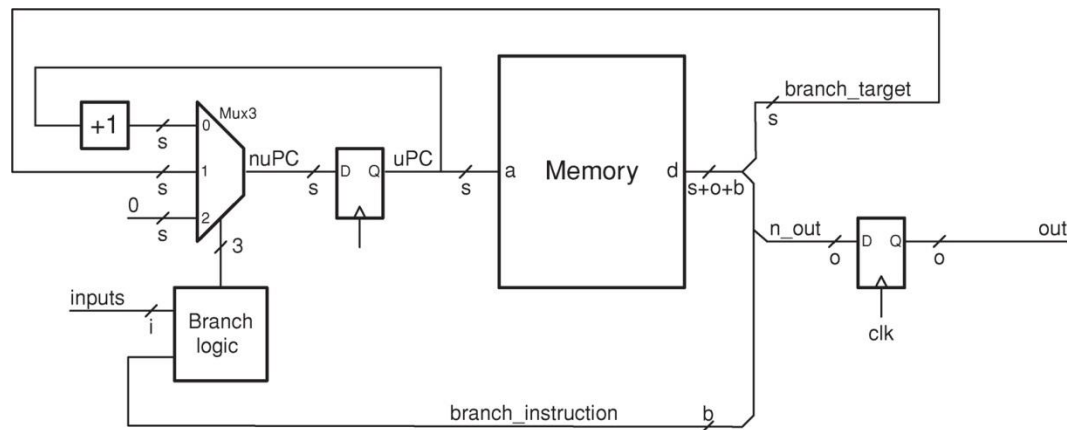 branch_target
s
+1
s
0
Mux3
nuPC
s
D
Q
uPC
s
a
Memory
d
s+o+b
1
s
0
s
2
3
n_out
o
D
Q
o
out
inputs
i
Branch
logic
clk
branch_instruction
b